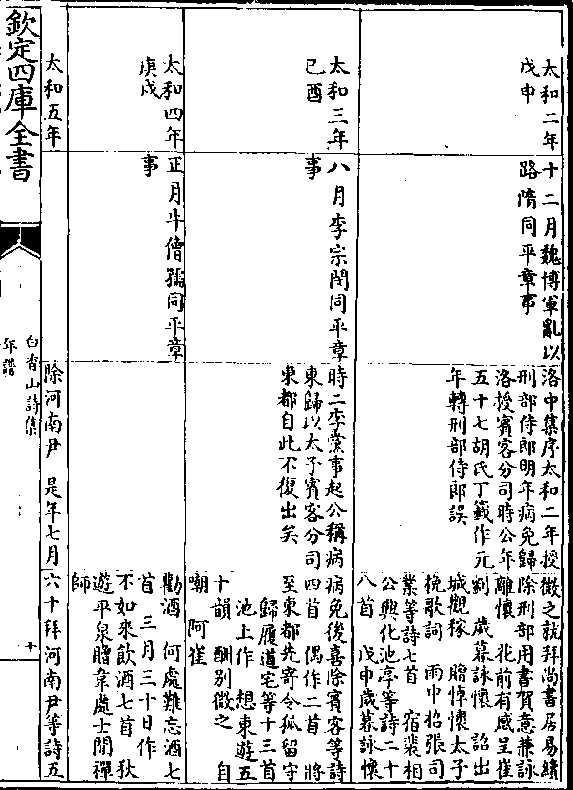 太和二年
戊申
十二月魏博軍亂以
路隋同平章事
洛中集序太和二年授
刑部侍郎明年病免歸
洛授賓客分司時公年
五十七胡氏丁籤作元
年轉刑部侍郎誤
微之就拜尚書居易續
除刑部用書賀意兼詠
離懷 花前有感呈崔
劉 歲暮詠懷 詔出
城觀稼 贈悼懷太子
挽歌詞 雨中招張司
業等詩七首 宿裴相
公興化池亭等詩二十
八首 戊申歲暮詠懷
太和三年
己酉
八月李宗閔同平章
事
時二李黨事起公稱病
東歸以太子賓客分司
東都自此不復出矣
病免後喜除賓客等詩
四首 偶作二首 將
至東都先寄令狐留守
歸履道宅等十三首
池上作 想東遊五
十韻 酬別微之 自
嘲 阿崔
太和四年
庚戌
正月牛僧孺同平章
事
勸酒 何處難忘酒七
首 三月三十日作
不如來飲酒七首 秋
遊平泉贈韋處士閒禪
師
太和五年
除河南尹 是年七月
六十拜河南尹等詩五
欽定四庫全書
白香山詩集
年譜
十